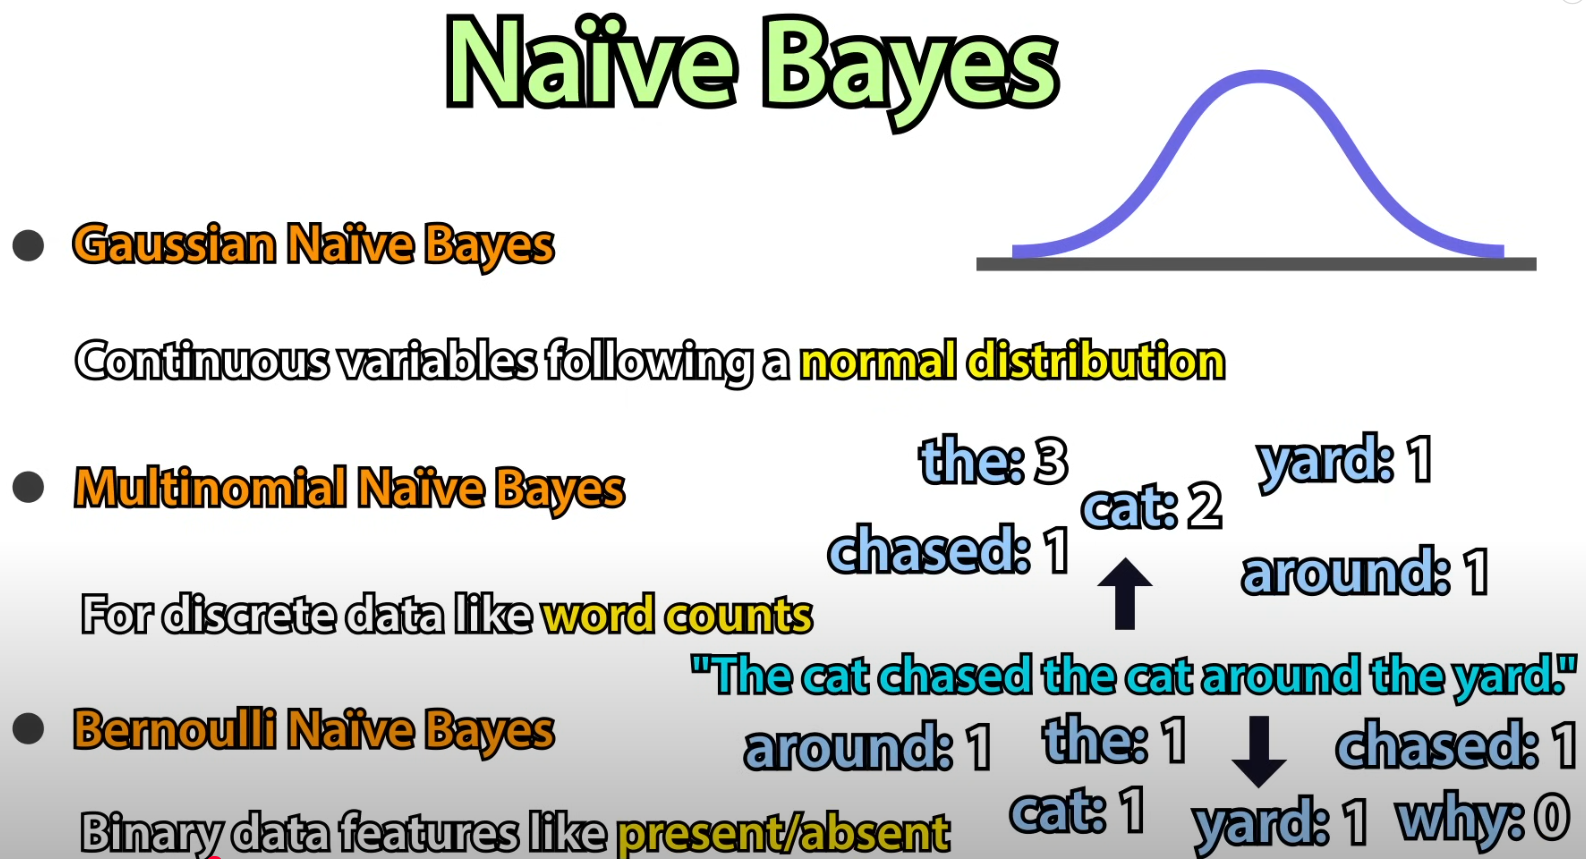 Naïve Bayes
Gaussian Naïve Bayes
Continuous variables following a normal distribution
Multinomial Naïve Bayes
the: 3
yard: 1
cat: 2
chased: 1
around: 1
For discrete data like word counts
"The cat chased the cat around the yard."
Bernoulli Naïve Bayes
around: 1
the: 1
chased: 1
cat: 1
yard: 1
why: 0
Binary data features like present/absent